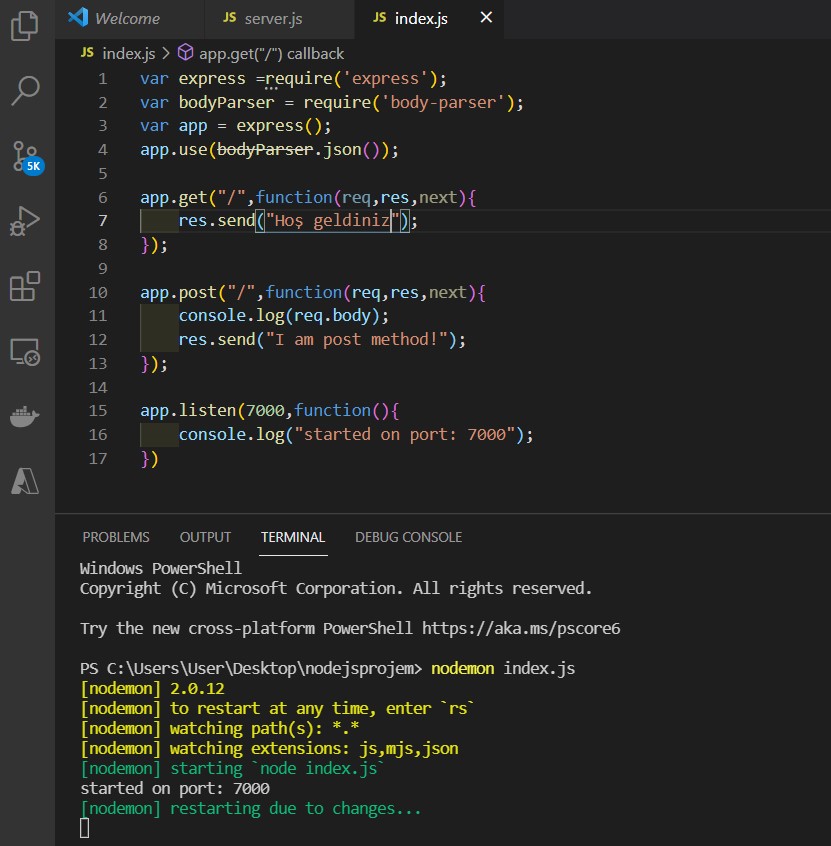 Welcome
JS server.js
JS index.js
JS index.js > app.get("/") callback
1 var express =require('express');
2 var bodyParser = require('body-parser');
3 var app = express();
4 app.use(bodyParser.json());
5
6 app.get("/",function(req,res,next){
7 res.send("Hoş geldiniz");
8 });
9
10 app.post("/",function(req,res,next){
11 console.log(req.body);
12 res.send("I am post method!");
13 });
14
15 app.listen(7000,function(){
16 console.log("started on port: 7000");
17 })
5K
PROBLEMS OUTPUT TERMINAL DEBUG CONSOLE
Windows PowerShell
Copyright (C) Microsoft Corporation. All rights reserved.
Try the new cross-platform PowerShell https://aka.ms/pscore6
PS C:\Users\User\Desktop\nodejsprojem> nodemon index.js
[nodemon] 2.0.12
[nodemon] to restart at any time, enter `rs`
[nodemon] watching path(s): *.*
[nodemon] watching extensions: js,mjs,json
[nodemon] starting `node index.js`
started on port: 7000
[nodemon] restarting due to changes...